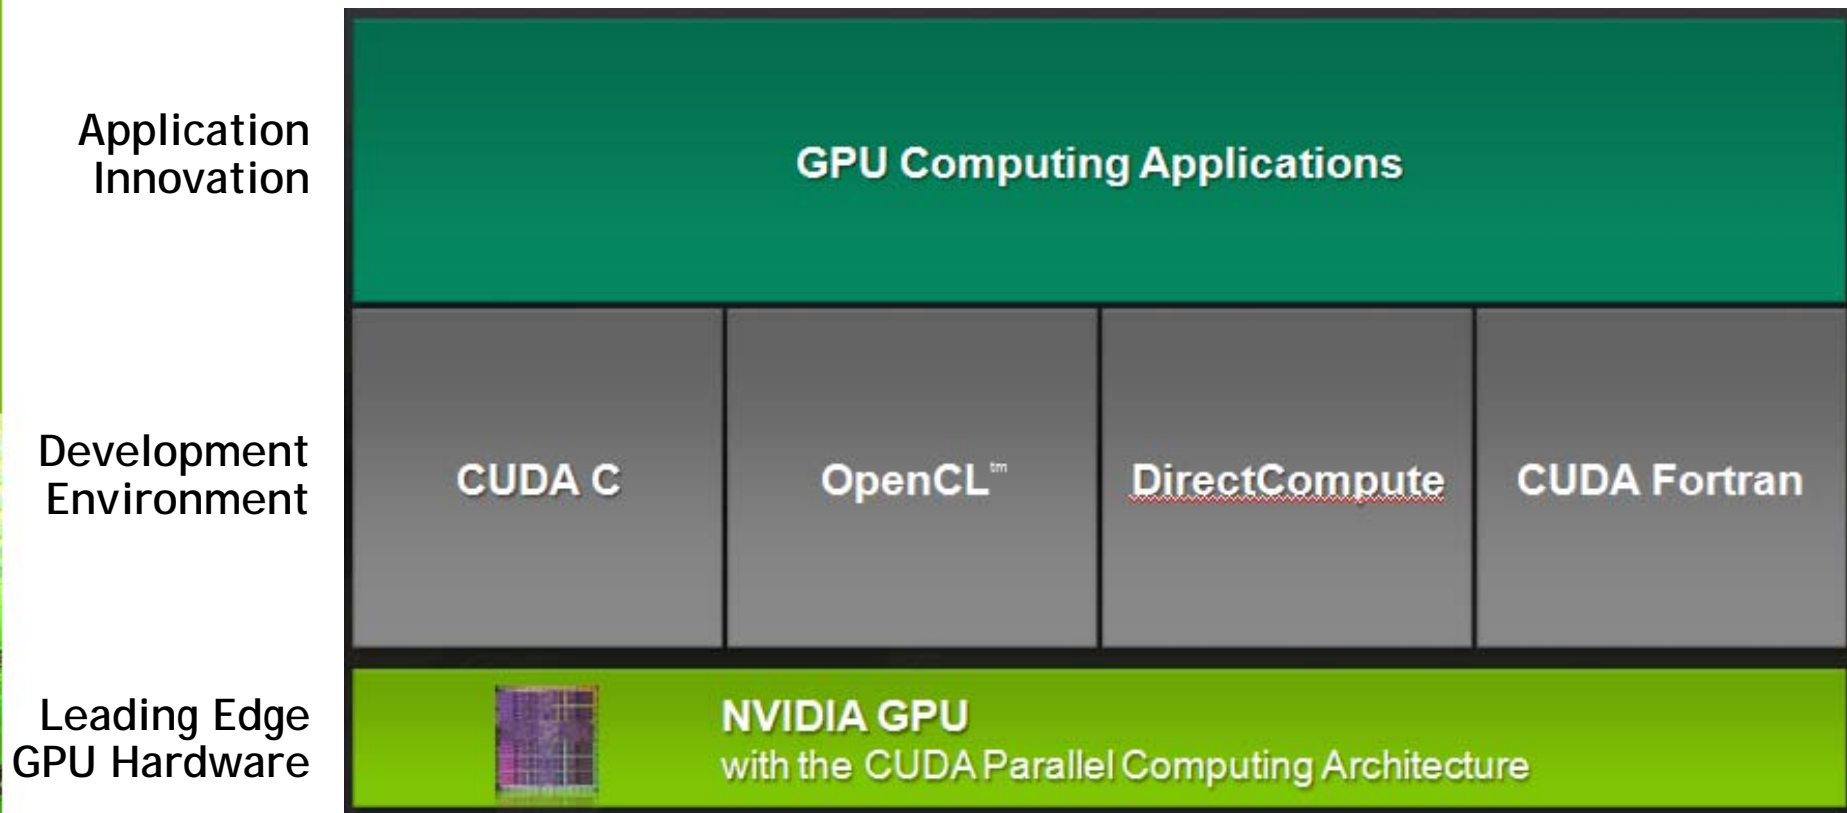 Application
Innovation
GPU Computing Applications
Development
Environment
CUDA C
OpenCL™
DirectCompute
CUDA Fortran
Leading Edge
GPU Hardware
NVIDIA GPU
with the CUDA Parallel Computing Architecture